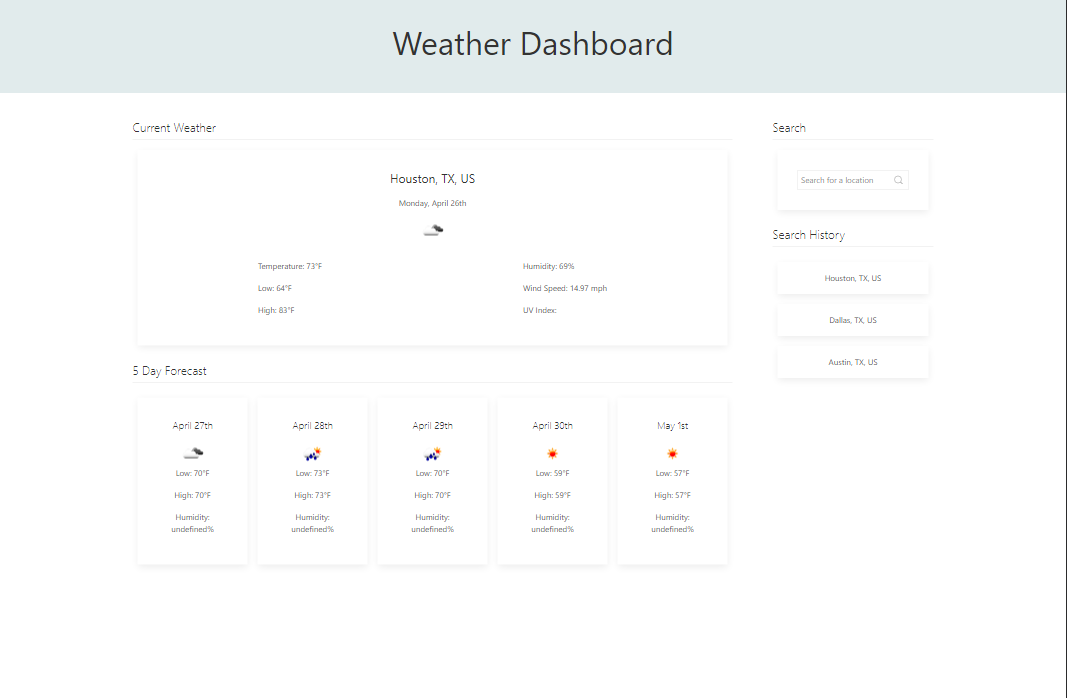 Weather Dashboard
Current Weather
Houston, TX, US
Monday, April 26th
Temperature: 73°F
Low: 64°F
High: 83°F
Humidity: 69%
Wind Speed: 14.97 mph
UV Index:
5 Day Forecast
April 27th
Low: 70°F
High: 70°F
Humidity:
undefined%
April 28th
Low: 73°F
High: 73°F
Humidity:
undefined%
April 29th
Low: 70°F
High: 70°F
Humidity:
undefined%
April 30th
Low: 59°F
High: 59°F
Humidity:
undefined%
May 1st
Low: 57°F
High: 57°F
Humidity:
undefined%
Search
Search for a location
Search History
Houston, TX, US
Dallas, TX, US
Austin, TX, US